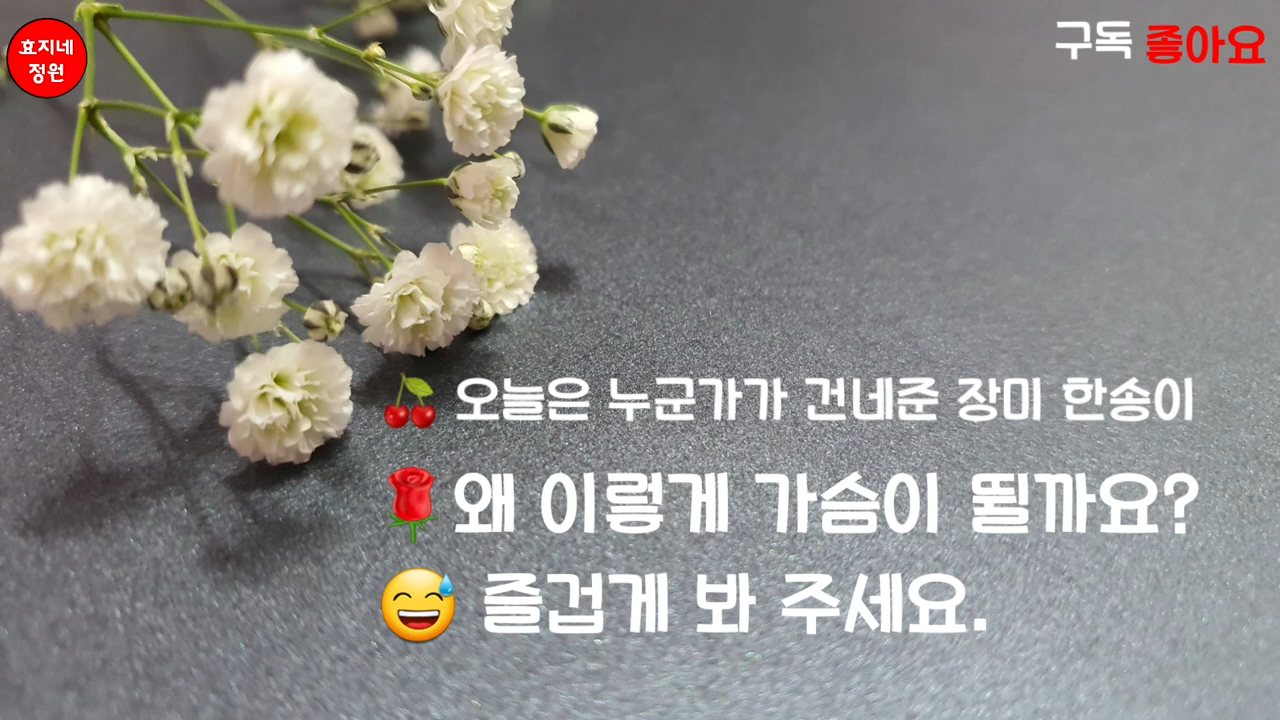 효지네
정원
구독 좋아요
오늘은 누군가가 건네준 장미 한송이
왜 이렇게 가슴이 뛸까요?
즐겁게 봐 주세요.